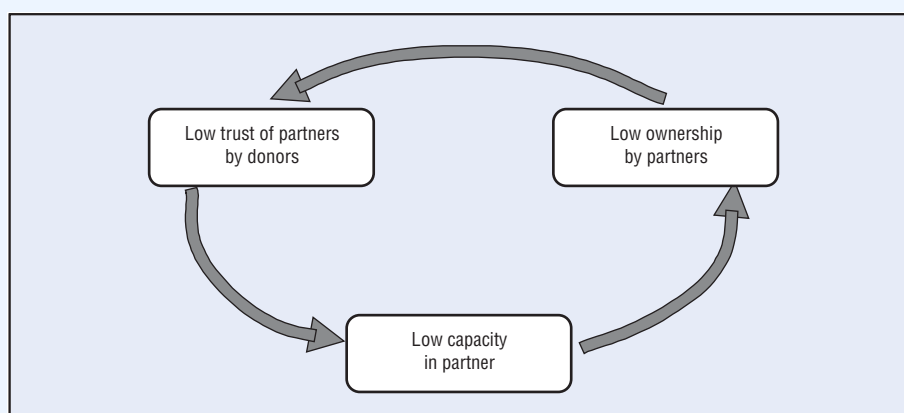 Low trust of partners
by donors
Low ownership
by partners
Low capacity
in partner